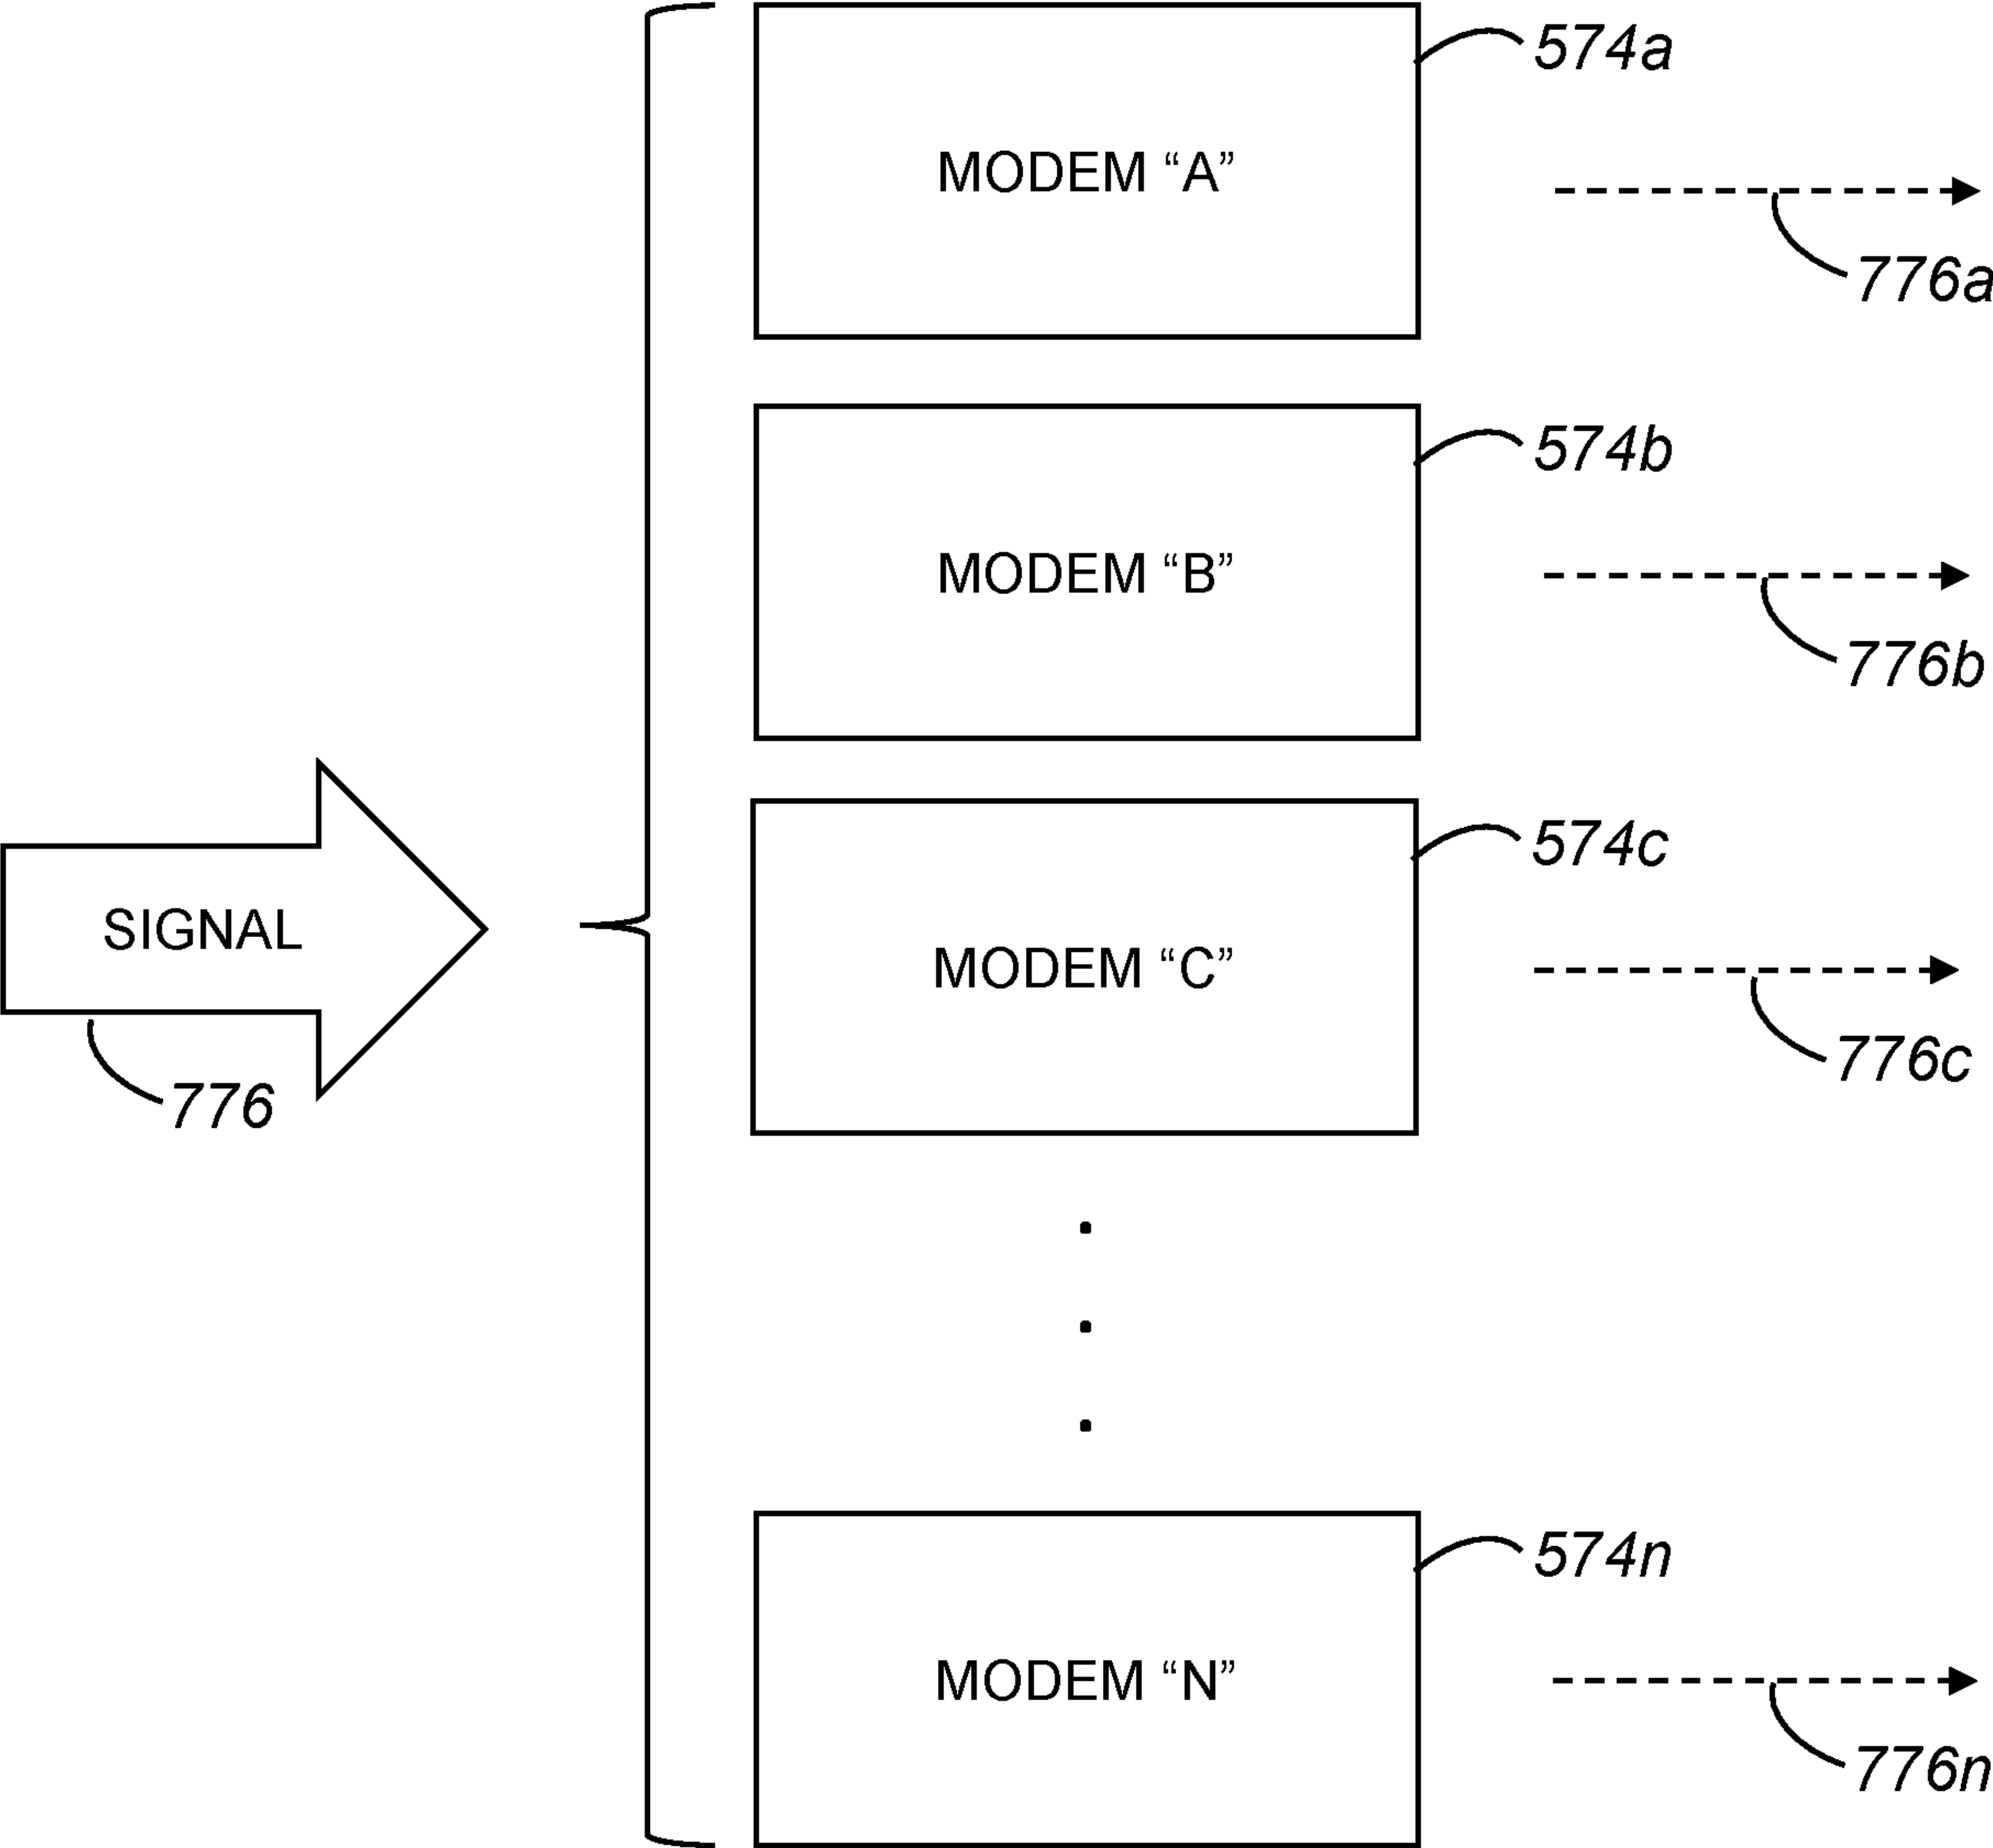 574a
MODEM “A”
776a
574b
MODEM “B”
776b
574c
SIGNAL
MODEM “C”
776c
776
574n
MODEM “N”
776n